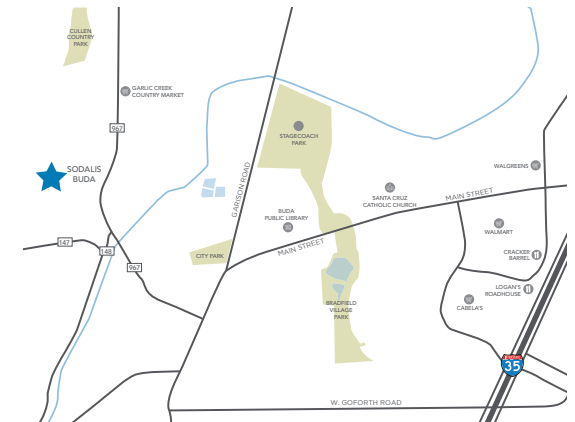 CULLEN
COUNTRY
PARK
GARLIC CREEK
COUNTRY MARKET
967
STAGECOACH
PARK
SODALIS
BUDA
WALGREENS
GARISON ROAD
SANTA CRUZ
CATHOLIC CHURCH
MAIN STREET
BUDA
PUBLIC LIBRARY
WALMART
147
148
CITY PARK
MAIN STREET
CRACKER
BARREL
967
LOGAN'S
ROADHOUSE
BRADFIELD
VILLAGE
PARK
CABELA'S
35
W. GOFORTH ROAD